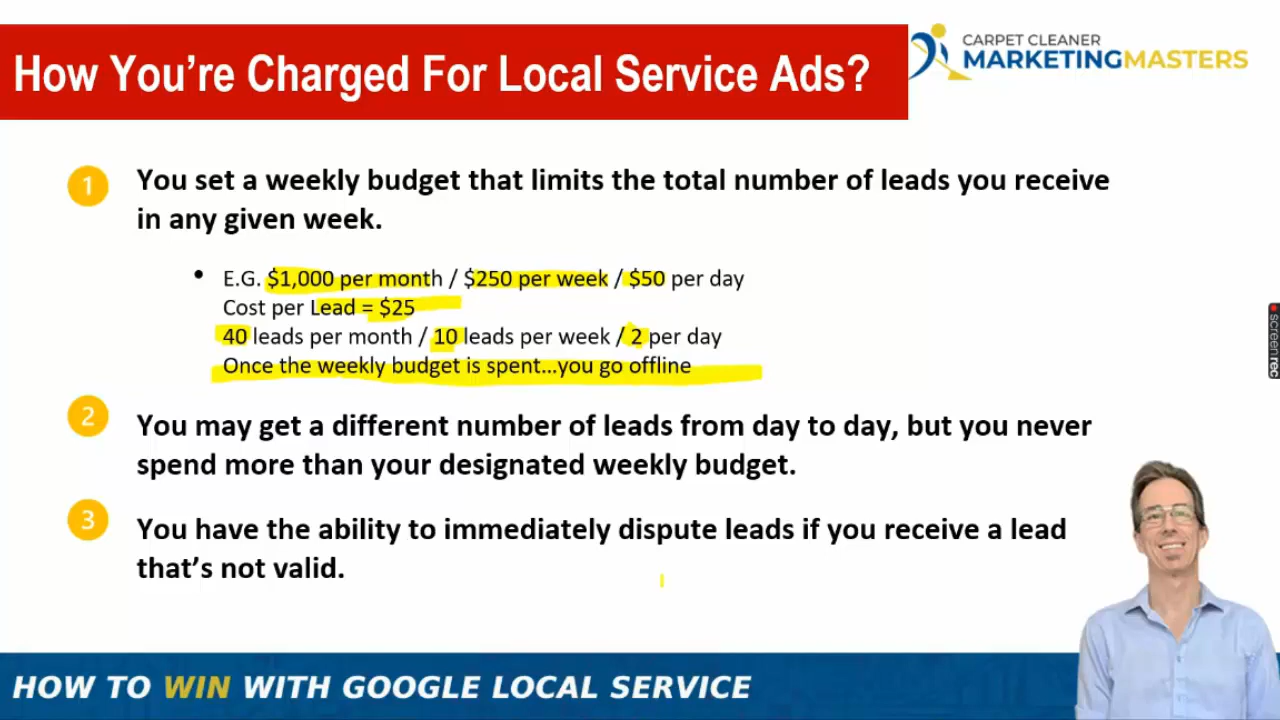 How You’re Charged For Local Service Ads?
CARPET CLEANER
MARKETINGMASTERS
1
You set a weekly budget that limits the total number of leads you receive
in any given week.
• E.G. $1,000 per month / $250 per week / $50 per day
Cost per Lead = $25
40 leads per month / 10 leads per week / 2 per day
Once the weekly budget is spent...you go offline
2
You may get a different number of leads from day to day, but you never
spend more than your designated weekly budget.
3
You have the ability to immediately dispute leads if you receive a lead
that’s not valid.
screenrec
HOW TO WIN WITH GOOGLE LOCAL SERVICE